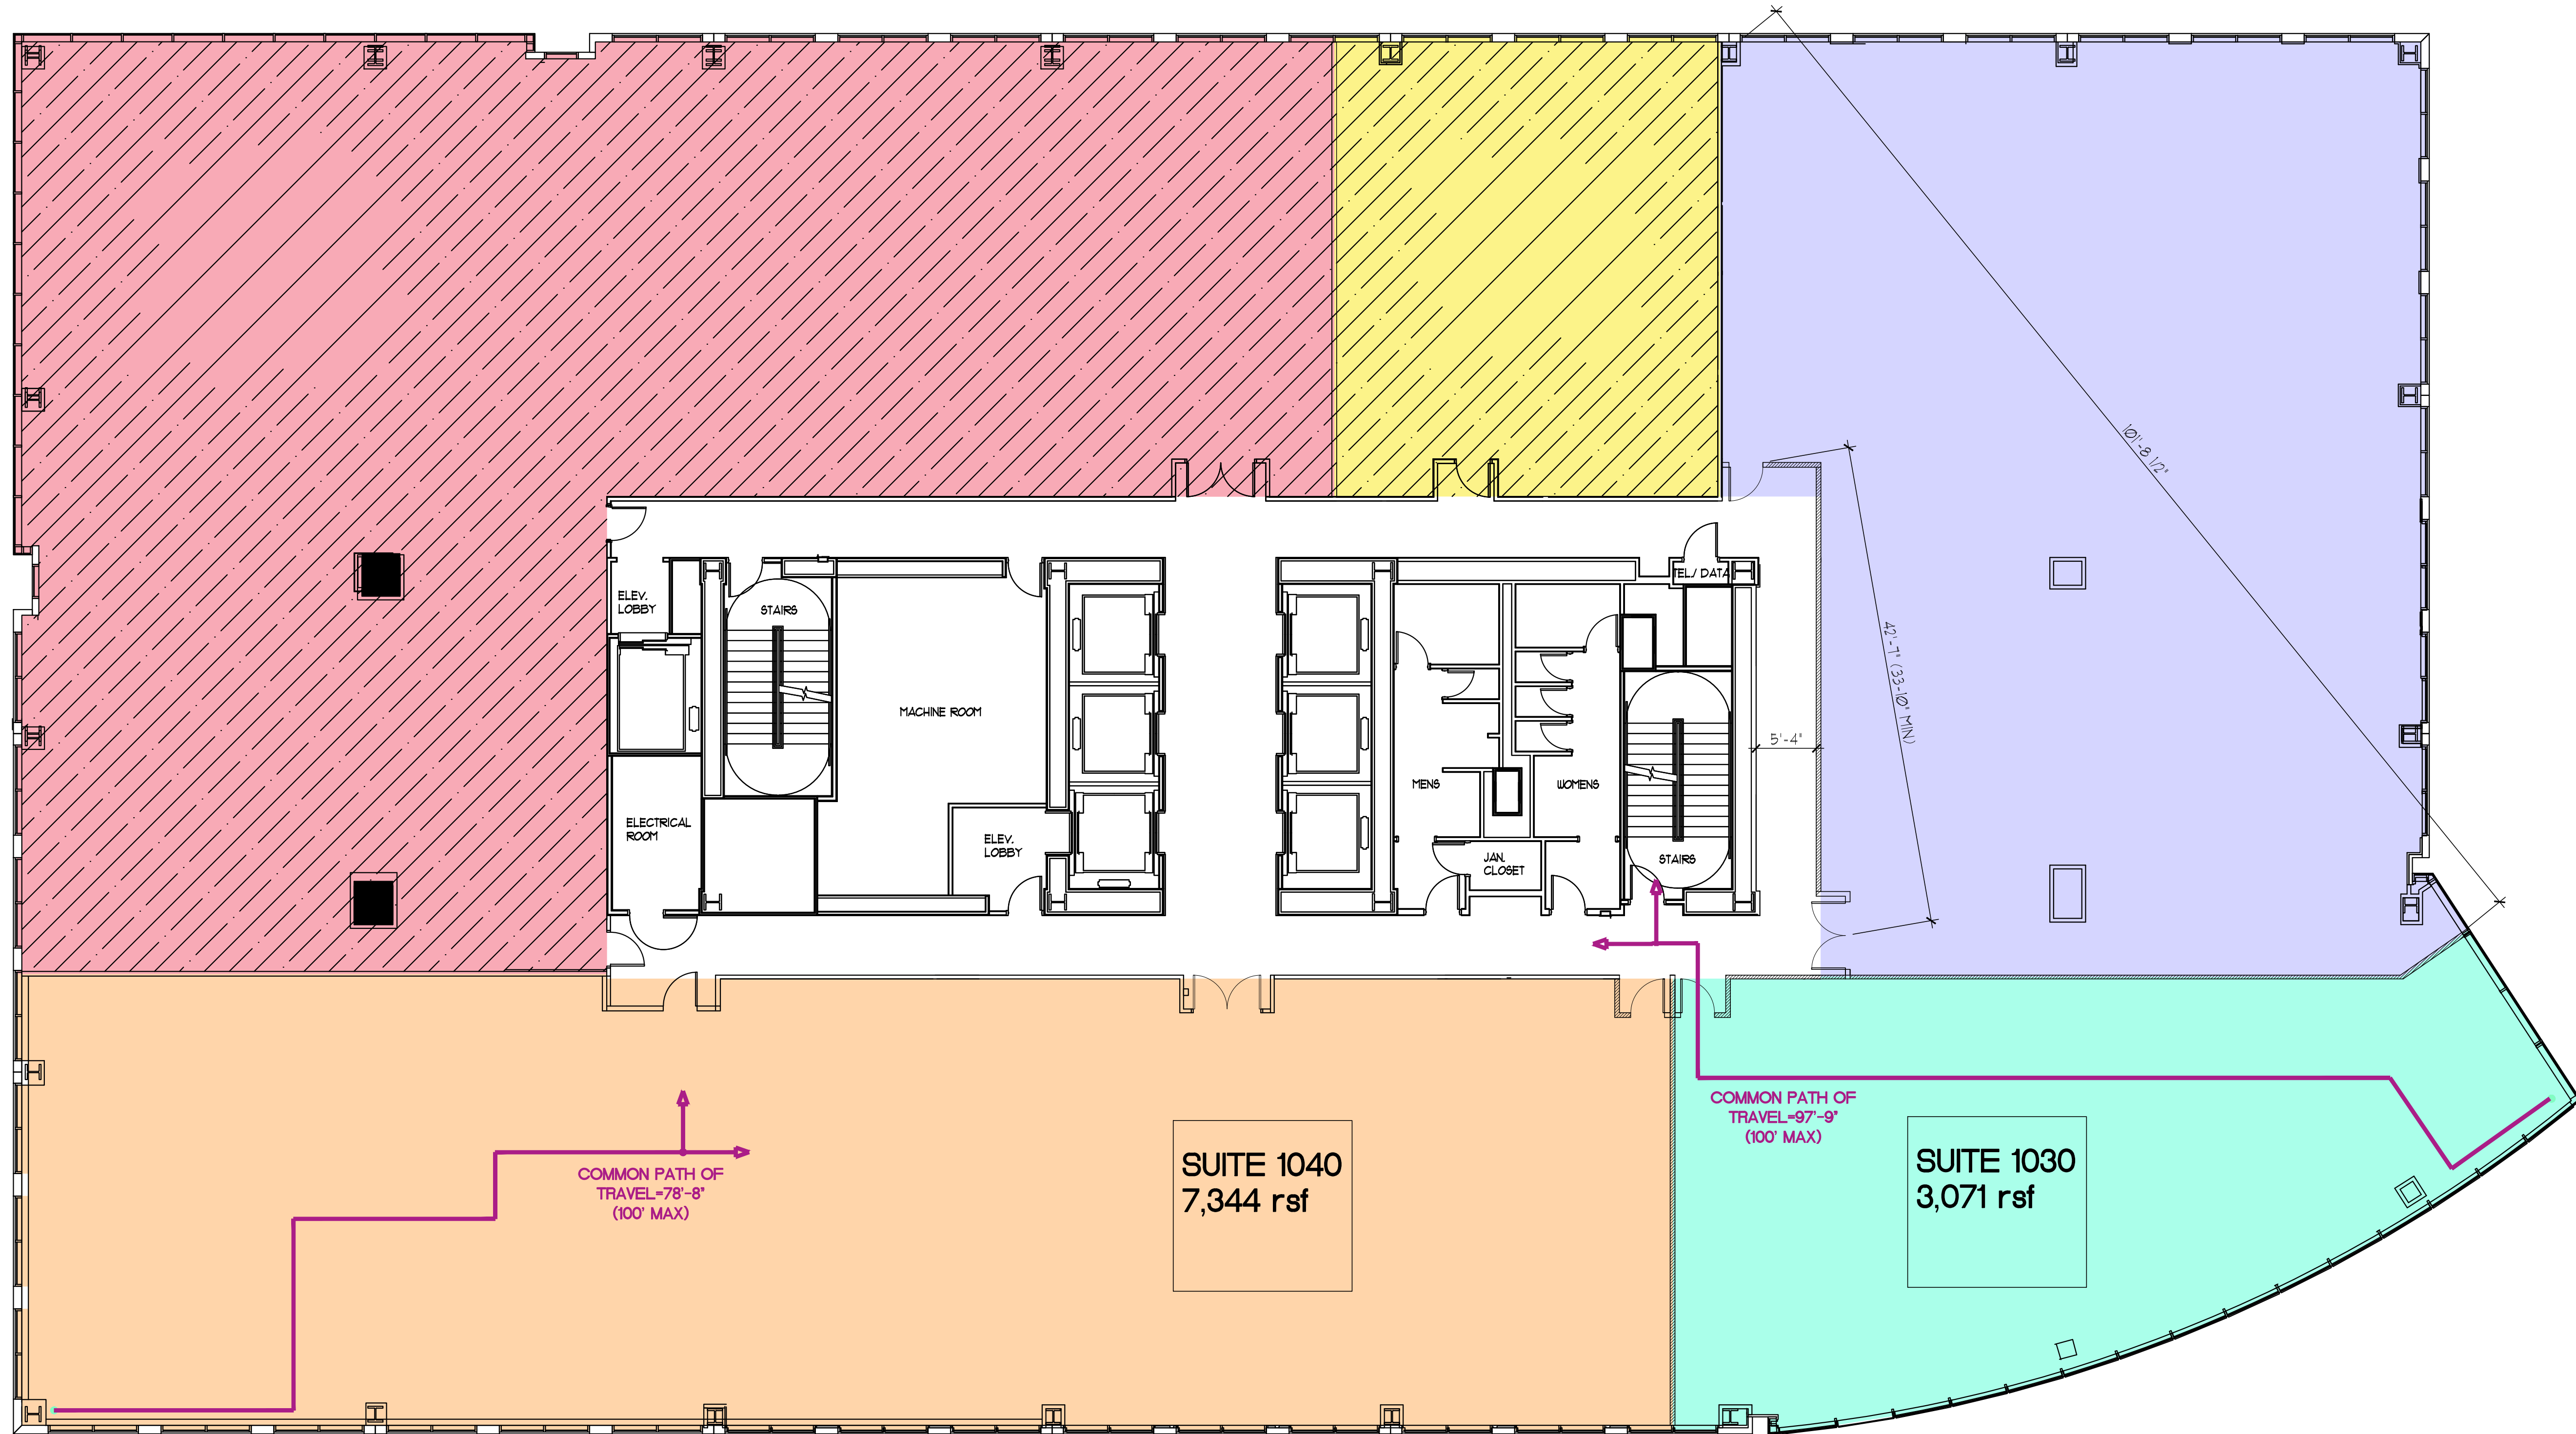 101'-8 1/2"
ELEV.
LOBBY
STAIRS
TEL./ DATA
42'-7" (33'-10" MIN)
MACHINE ROOM
5'-4"
MENS
WOMENS
ELECTRICAL
ROOM
ELEV.
LOBBY
JAN.
CLOSET
STAIRS
COMMON PATH OF
TRAVEL=97'-9"
(100' MAX)
COMMON PATH OF
TRAVEL=78'-8"
(100' MAX)
SUITE 1040
7,344 rsf
SUITE 1030
3,071 rsf